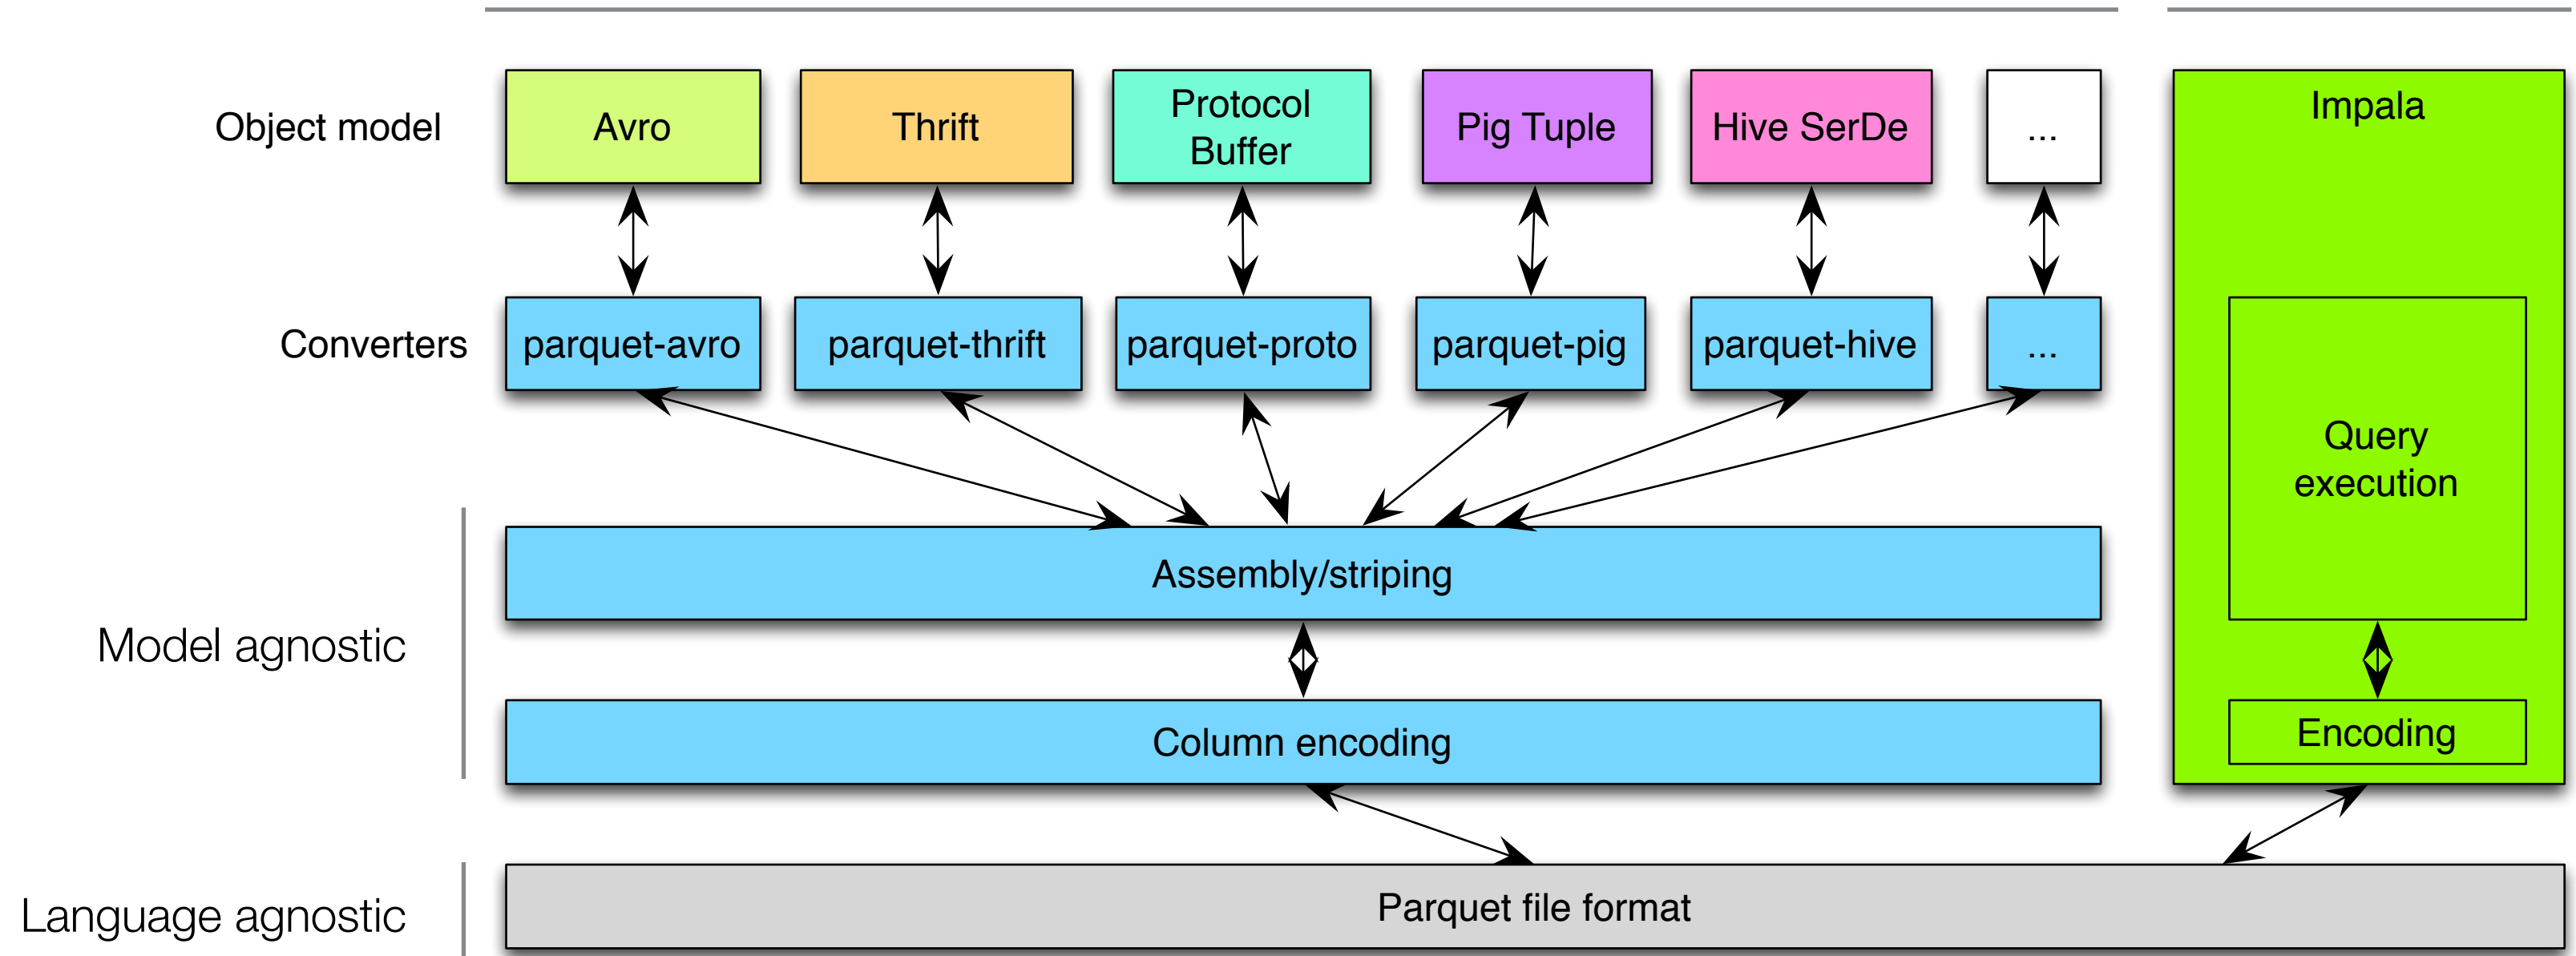 Object model
Avro
Thrift
Protocol
Buffer
Pig Tuple
Hive SerDe
...
Impala
Converters
parquet-avro
parquet-thrift
parquet-proto
parquet-pig
parquet-hive
...
Query
execution
Assembly/striping
Model agnostic
Column encoding
Encoding
Language agnostic
Parquet file format